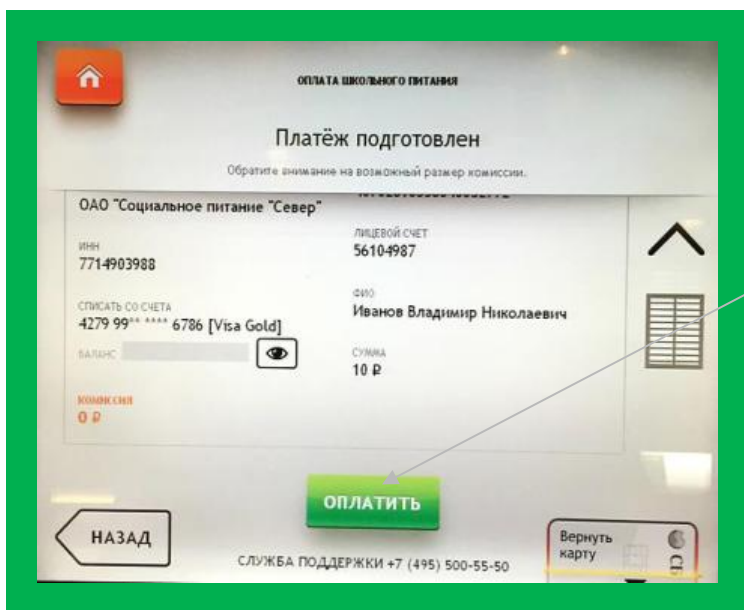 ОПЛАТА ШКОЛЬНОГО ПИТАНИЯ
Платёж подготовлен
Обратите внимание на возможный размер комиссии.
ОАО "Социальное питание "Север"
ИНН
7714903988
ЛИЦЕВОЙ СЧЕТ
56104987
СПИСАТЬ СО СЧЕТА
4279 99** **** 6786 [Visa Gold]
ФИО
Иванов Владимир Николаевич
БАЛАНС
СУММА
10 ₽
КОМИССИЯ
0 ₽
ОПЛАТИТЬ
НАЗАД
Вернуть
карту
СЛУЖБА ПОДДЕРЖКИ +7 (495) 500-55-50